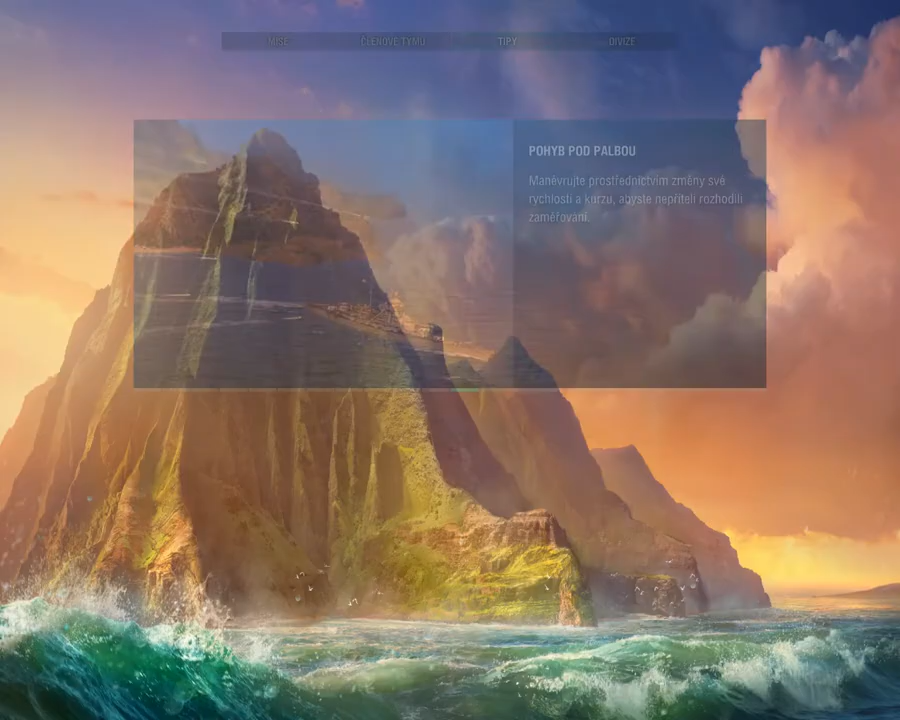 MISE ČLENOVÉ TÝMU TIPY DIVIZE
POHYB POD PALBOU
Manévrujte prostřednictvím změny své
rychlosti a kurzu, abyste nepříteli rozhodili
zaměřování.